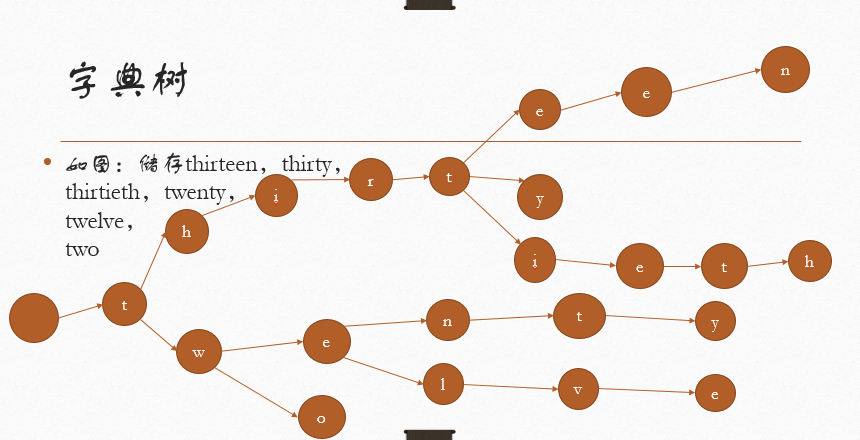 字典树
如图：储存thirteen，thirty，
thirtieth，twenty，
twelve，
two
e e n
i r t
y
h
i e t h
t
n t y
w e
l v e
o